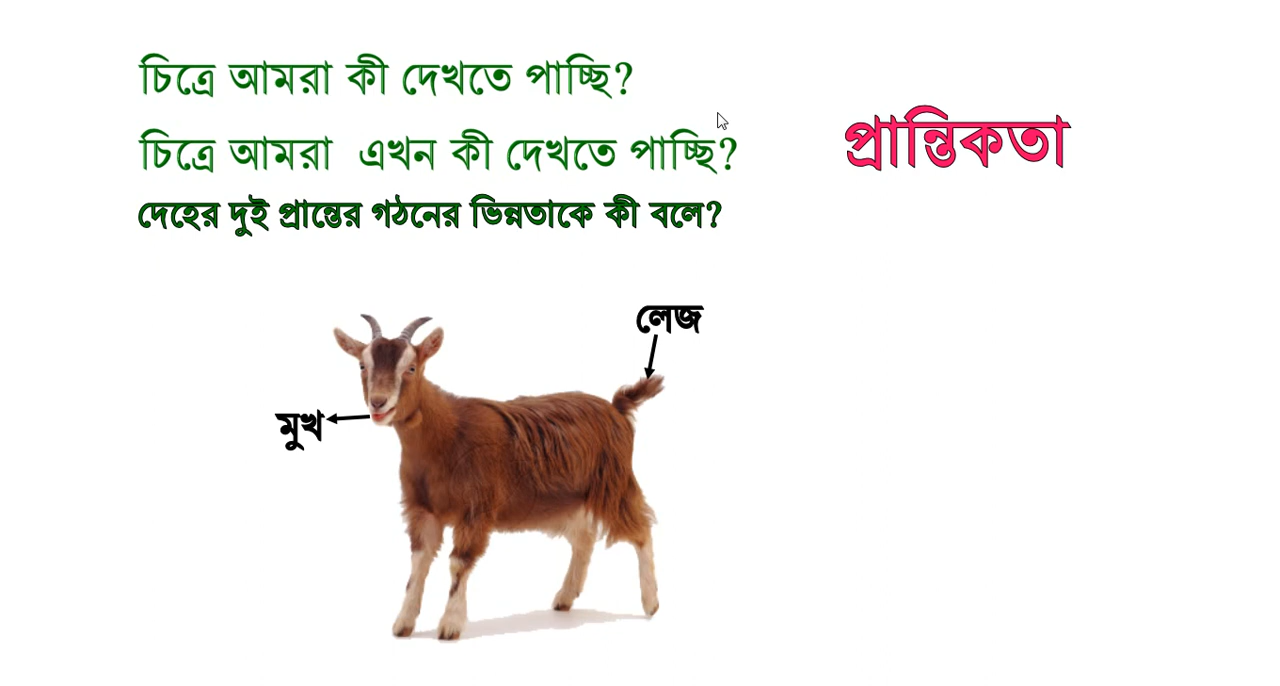 চিত্রে আমরা কী দেখতে পাচ্ছি?
চিত্রে আমরা এখন কী দেখতে পাচ্ছি?
প্রান্তিকতা
দেহের দুই প্রান্তের গঠনের ভিন্নতাকে কী বলে?
লেজ
মুখ